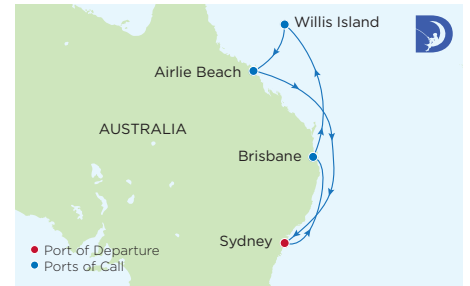 Willis Island
Airlie Beach
AUSTRALIA
Brisbane
Sydney
Port of Departure
Ports of Call